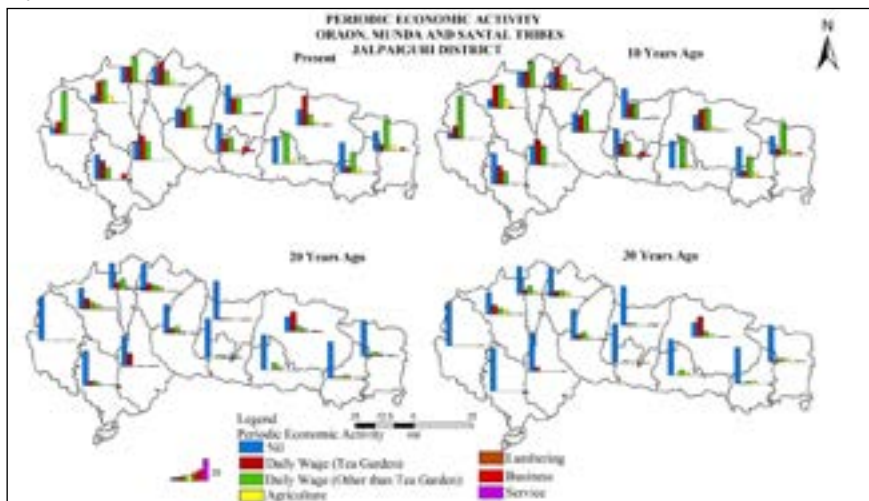 PERIODIC ECONOMIC ACTIVITY
ORAON, MUNDA AND SANTAL TRIBES
JALPAIGURI DISTRICT
N
Present
10 Years Ago
20 Years Ago
30 Years Ago
Legend
Periodic Economic Activity
Nil
Daily Wage (Tea Garden)
Daily Wage (Other than Tea Garden)
Agriculture
Lumbering
Business
Service